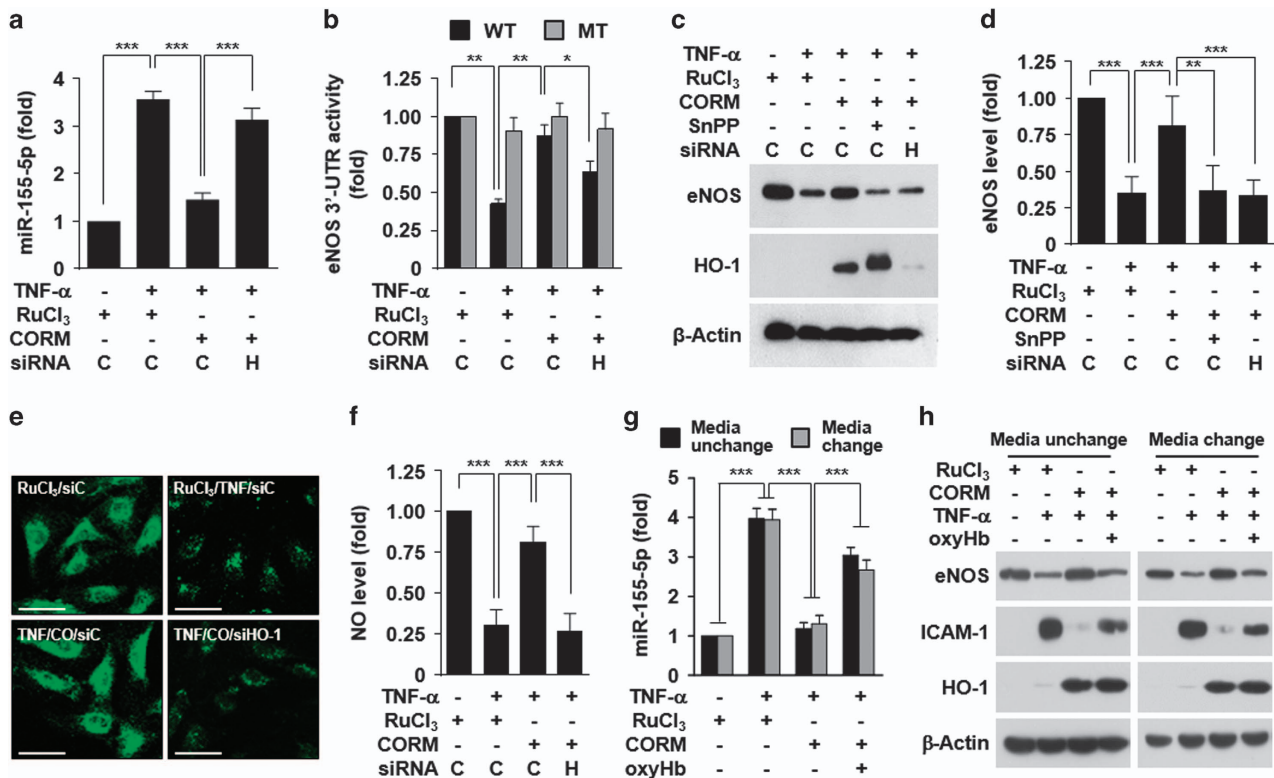 a
***
***
***
miR-155-5p (fold)
4
3
2
1
0
TNF-α - + + +
RuCl3 + + - -
CORM - - + +
siRNA C C C H
b
WT MT
** ** *
eNOS 3'-UTR activity
(fold)
1.25
1.00
0.75
0.50
0.25
0
TNF-α - + + +
RuCl3 + + - -
CORM - - + +
siRNA C C C H
c
TNF-α - + + + +
RuCl3 + + - - -
CORM - - + + +
SnPP - - - + -
siRNA C C C C H
eNOS
HO-1
β-Actin
d
***
*** *** **
eNOS level (fold)
1.25
1.00
0.75
0.50
0.25
0
TNF-α - + + + +
RuCl3 + + - - -
CORM - - + + +
SnPP - - - + -
siRNA C C C C H
e
RuCl3/siC RuCl3/TNF/siC
TNF/CO/siC TNF/CO/siHO-1
f
*** *** ***
NO level (fold)
1.25
1.00
0.75
0.50
0.25
0
TNF-α - + + +
RuCl3 + + - -
CORM - - + +
siRNA C C C H
g
Media
unchange
Media
change
*** *** ***
miR-155-5p (fold)
5
4
3
2
1
0
TNF-α - + + +
RuCl3 + + - -
CORM - - + +
oxyHb - - - +
h
Media unchange Media change
RuCl3 + + - - + + - -
CORM - - + + - - + +
TNF-α - + + + - + + +
oxyHb - - - + - - - +
eNOS
ICAM-1
HO-1
β-Actin